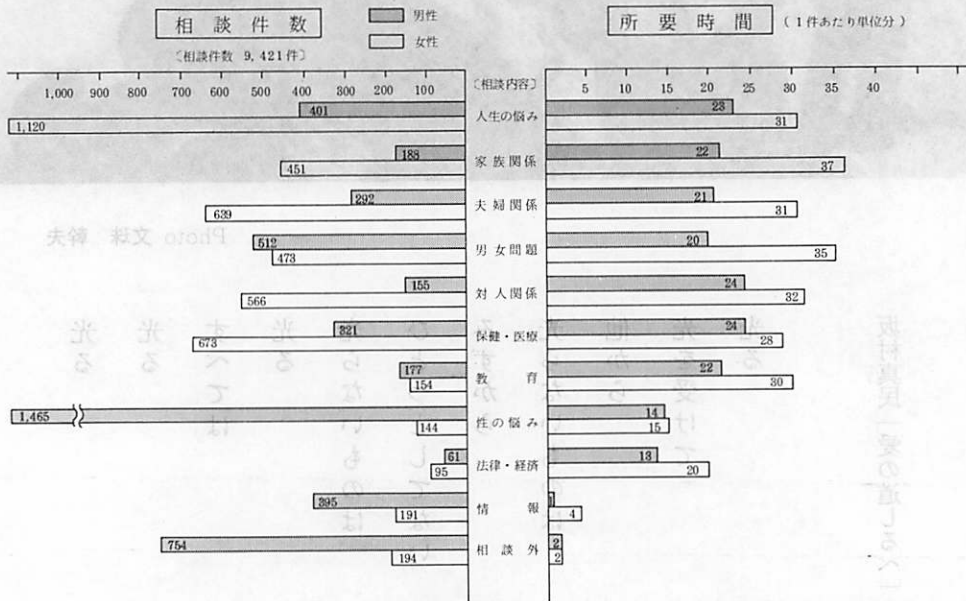 相談件数
男性
女性
〔相談件数 9,421件〕
所要時間
(1件あたり単位分)
1,000 900 800 700 600 500 400 300 200 100
〔相談内容〕
5 10 15 20 25 30 35 40
401 人生の悩み 23
1,120 31
188 家族関係 22
451 37
292 夫婦関係 21
639 31
512 男女問題 20
473 35
155 対人関係 24
566 32
321 保健・医療 24
673 28
177 教育 22
154 30
1,465 性の悩み 14
144 15
61 法律・経済 13
95 20
395 情報 1
191 4
754 相談外 2
194 2